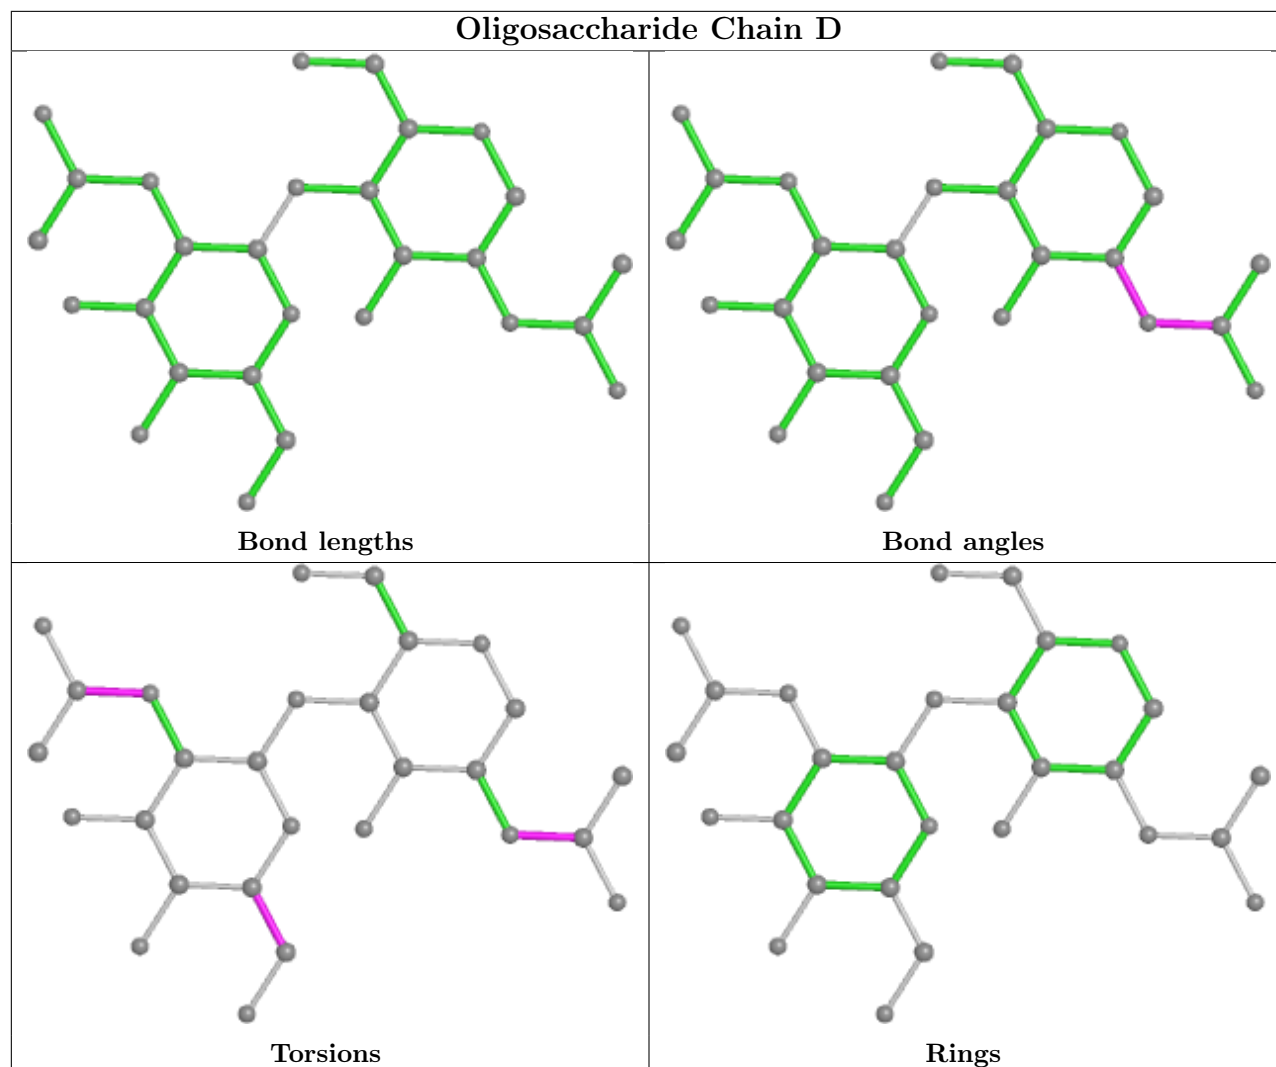 Oligosaccharide Chain D
Bond lengths
Bond angles
Torsions
Rings